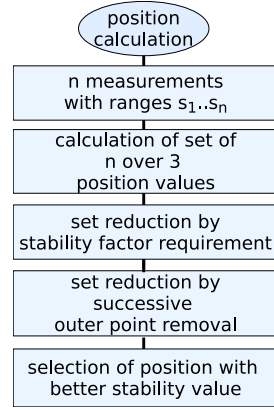 position
calculation
n measurements
with ranges s₁..sₙ
calculation of set of
n over 3
position values
set reduction by
stability factor requirement
set reduction by
successive
outer point removal
selection of position with
better stability value